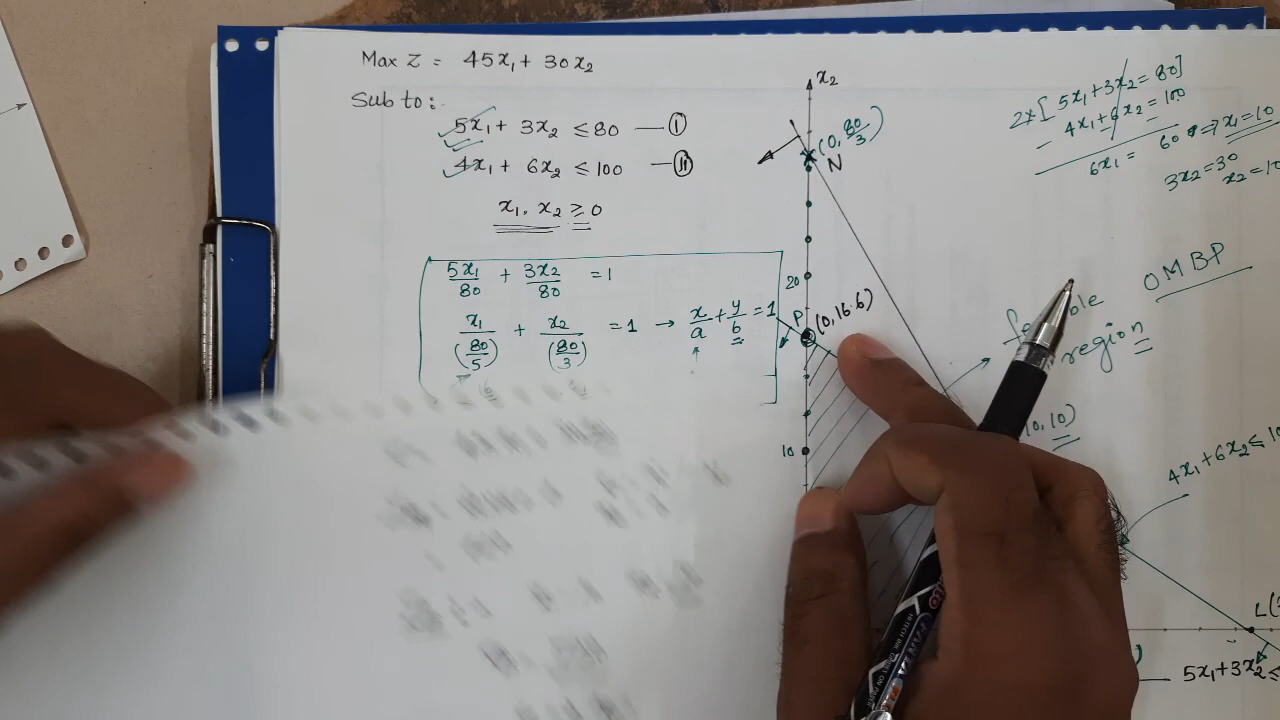 Max Z = 45x₁ + 30x₂
Sub to:
5x₁ + 3x₂ ≤ 80 — Ⓘ
4x₁ + 6x₂ ≤ 100 — Ⓘⓘ
x₁, x₂ ≥ 0
5x₁/80 + 3x₂/80 = 1
x₁/(80/5) + x₂/(80/3) = 1 → x/a + y/b = 1
x₂
(0, 80/3)
N
20
P
(0, 16.6)
10
2×[5x₁ + 3x₂ = 80]
- 4x₁ + 6x₂ = 100
6x₁ = 60 ⇒ x₁ = 10
3x₂ = 30
x₂ = 10
OMBP
region
10)
4x₁ + 6x₂ ≤ 10
L(
5x₁ + 3x₂ ≤